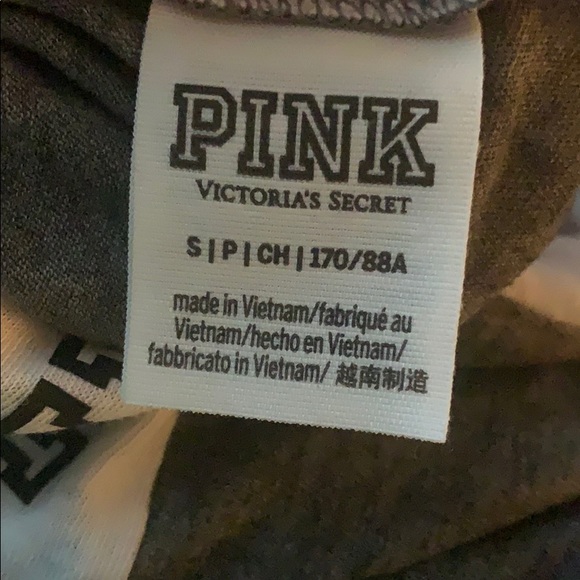 PINK
VICTORIA'S SECRET
S | P | CH | 170/88A
made in Vietnam/fabriqué au
Vietnam/hecho en Vietnam/
fabbricato in Vietnam/ 越南制造